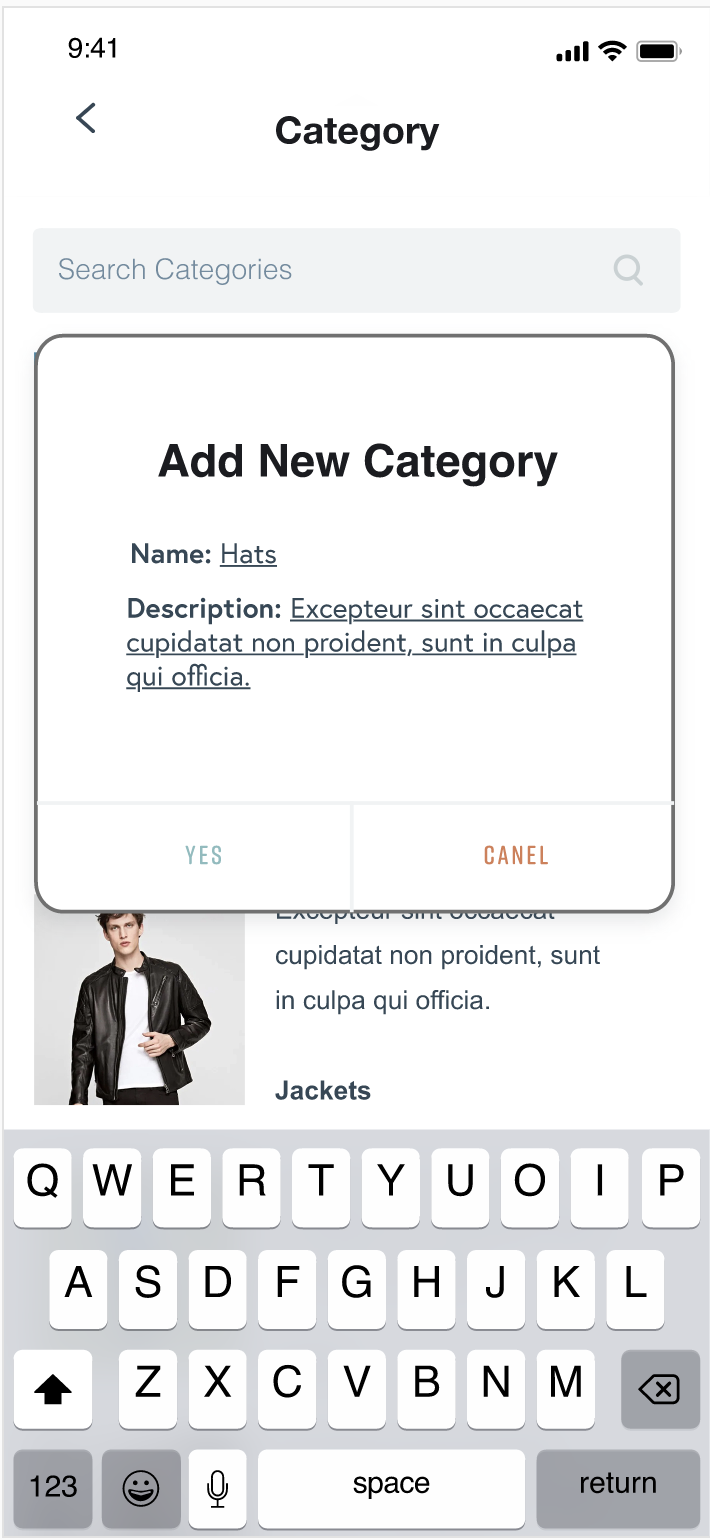 9:41
Category
Search Categories
Add New Category
Name: Hats
Description: Excepteur sint occaecat
cupidatat non proident, sunt in culpa
qui officia.
YES CANEL
Excepteur sint occaecat
cupidatat non proident, sunt
in culpa qui officia.
Jackets
Q W E R T Y U O I P
A S D F G H J K L
Z X C V B N M
123 space return